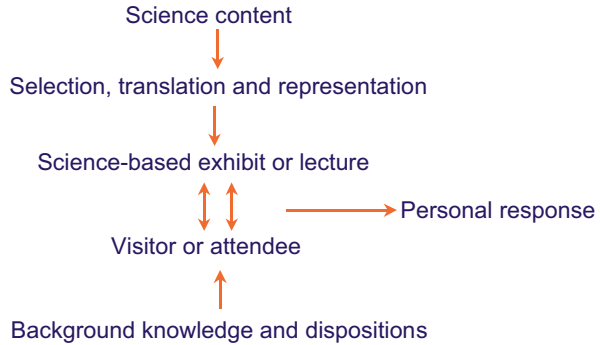 Science content
Selection, translation and representation
Science-based exhibit or lecture
Personal response
Visitor or attendee
Background knowledge and dispositions